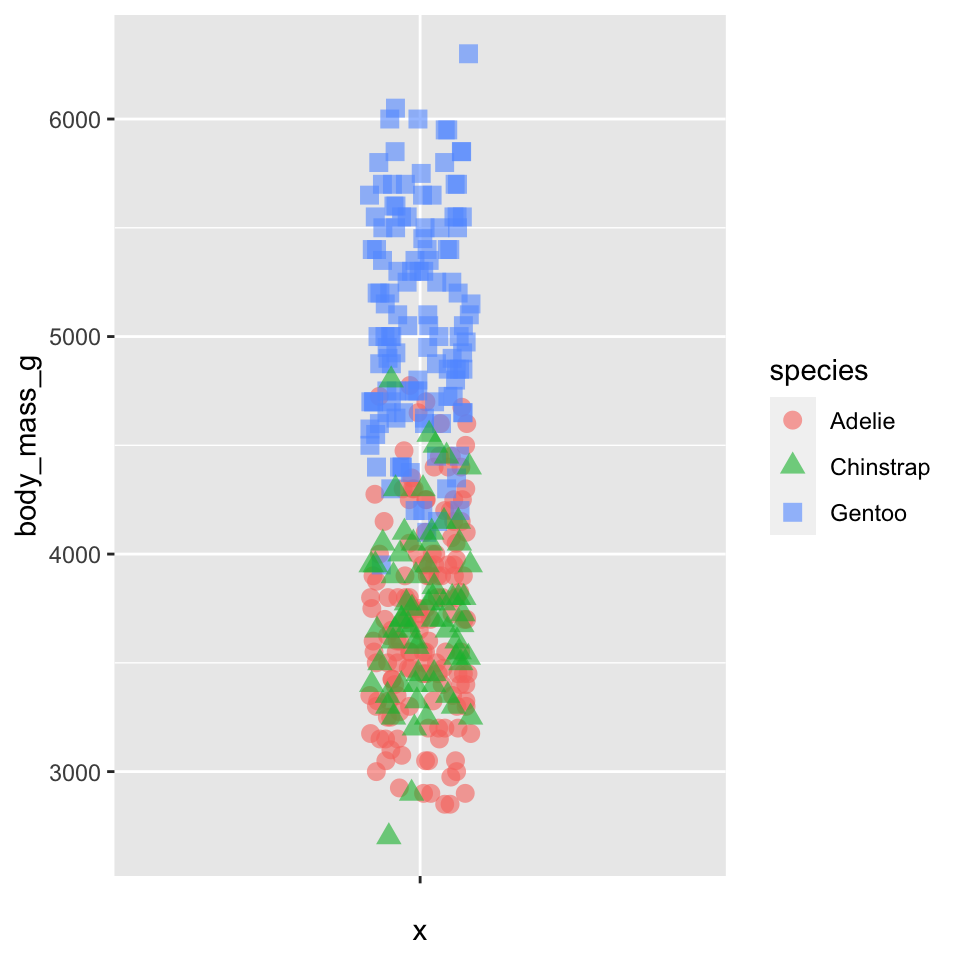 body_mass_g
6000
5000
4000
3000
x
species
Adelie
Chinstrap
Gentoo